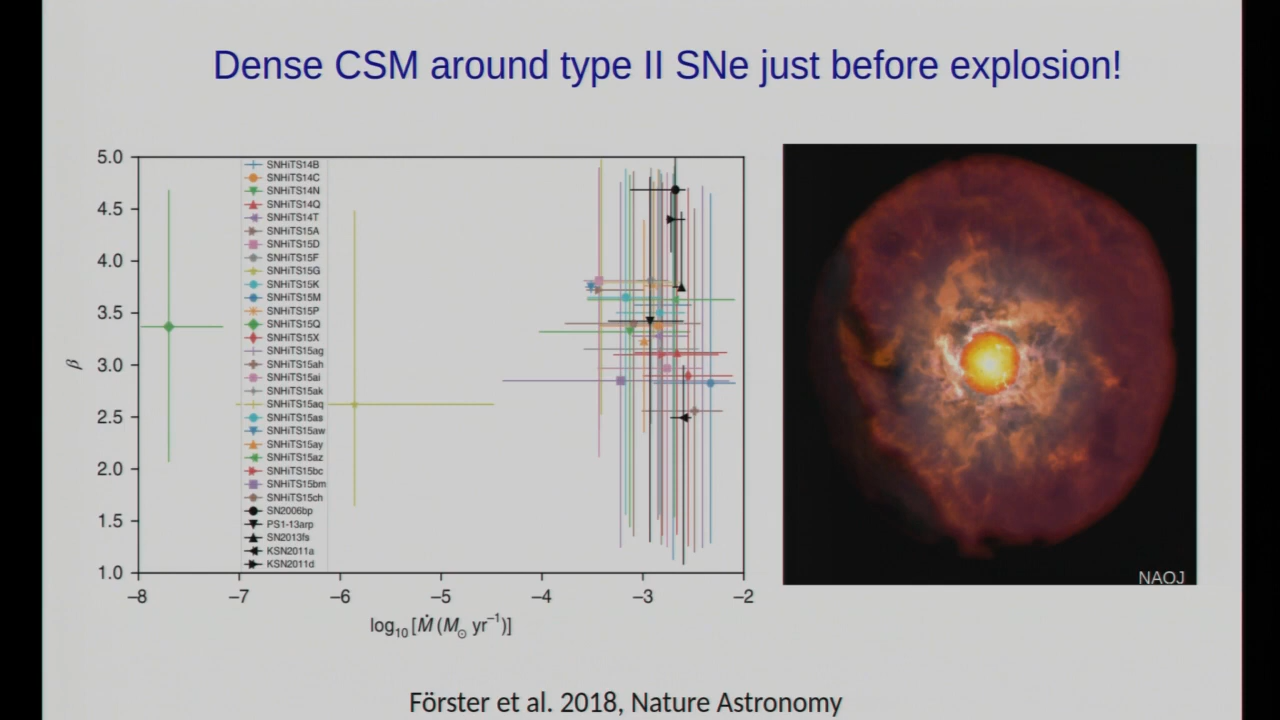 Dense CSM around type II SNe just before explosion!
5.0
4.5
4.0
3.5
3.0
2.5
2.0
1.5
1.0
β
SNHiTS14B
SNHiTS14C
SNHiTS14N
SNHiTS14Q
SNHiTS14T
SNHiTS15A
SNHiTS15D
SNHiTS15F
SNHiTS15G
SNHiTS15K
SNHiTS15M
SNHiTS15P
SNHiTS15Q
SNHiTS15X
SNHiTS15ag
SNHiTS15ah
SNHiTS15ai
SNHiTS15ak
SNHiTS15aq
SNHiTS15as
SNHiTS15aw
SNHiTS15ay
SNHiTS15az
SNHiTS15bc
SNHiTS15bm
SNHiTS15ch
SN2006bp
PS1-13arp
SN2013fs
KSN2011a
KSN2011d
−8 −7 −6 −5 −4 −3 −2
log₁₀[Ṁ (M☉ yr⁻¹)]
NAOJ
Förster et al. 2018, Nature Astronomy